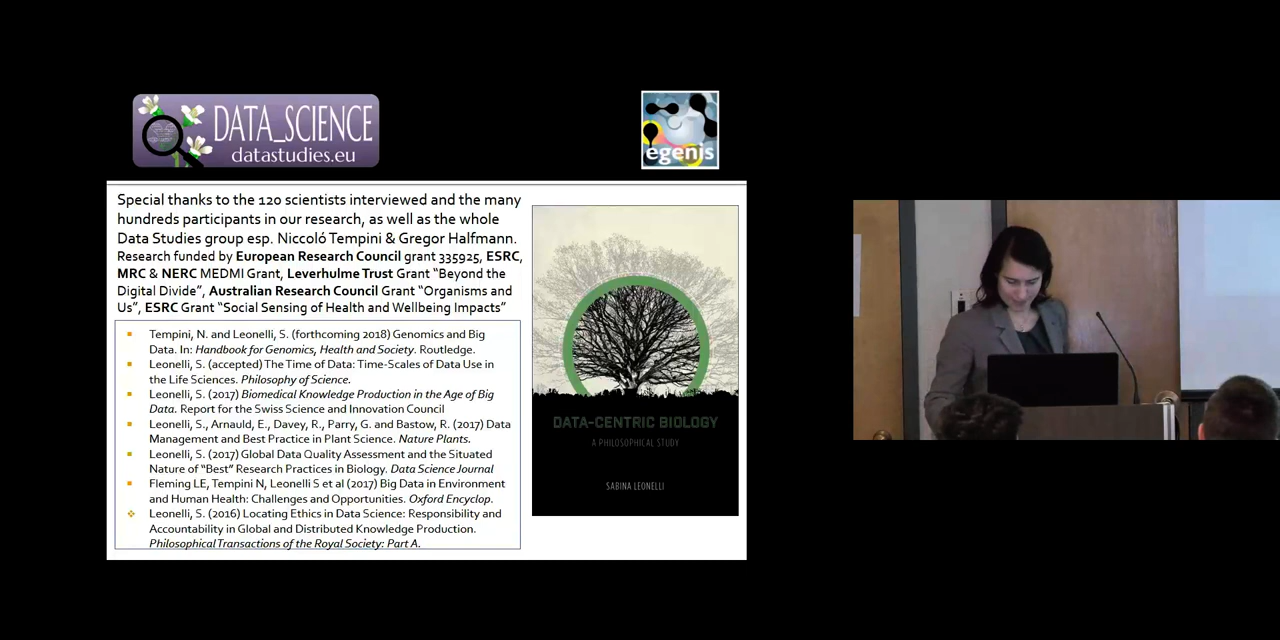 DATA_SCIENCE
datastudies.eu
egenis
Special thanks to the 120 scientists interviewed and the many
hundreds participants in our research, as well as the whole
Data Studies group esp. Niccoló Tempini & Gregor Halfmann.
Research funded by European Research Council grant 335925, ESRC,
MRC & NERC MEDMI Grant, Leverhulme Trust Grant “Beyond the
Digital Divide”, Australian Research Council Grant “Organisms and
Us”, ESRC Grant “Social Sensing of Health and Wellbeing Impacts”
Tempini, N. and Leonelli, S. (forthcoming 2018) Genomics and Big
Data. In: Handbook for Genomics, Health and Society. Routledge.
Leonelli, S. (accepted) The Time of Data: Time-Scales of Data Use in
the Life Sciences. Philosophy of Science.
Leonelli, S. (2017) Biomedical Knowledge Production in the Age of Big
Data. Report for the Swiss Science and Innovation Council
Leonelli, S., Arnauld, E., Davey, R., Parry, G. and Bastow, R. (2017) Data
Management and Best Practice in Plant Science. Nature Plants.
Leonelli, S. (2017) Global Data Quality Assessment and the Situated
Nature of “Best” Research Practices in Biology. Data Science Journal
Fleming LE, Tempini N, Leonelli S et al (2017) Big Data in Environment
and Human Health: Challenges and Opportunities. Oxford Encyclop.
Leonelli, S. (2016) Locating Ethics in Data Science: Responsibility and
Accountability in Global and Distributed Knowledge Production.
Philosophical Transactions of the Royal Society: Part A.
DATA-CENTRIC BIOLOGY
A PHILOSOPHICAL STUDY
SABINA LEONELLI